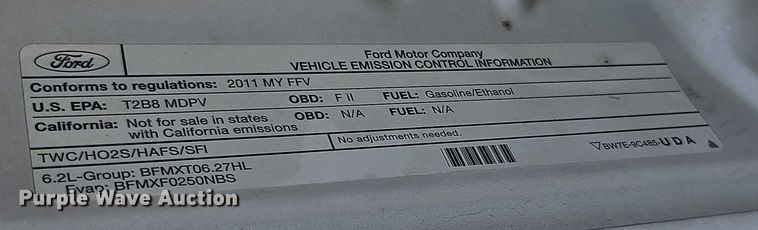 Ford
Ford Motor Company
VEHICLE EMISSION CONTROL INFORMATION
Conforms to regulations: 2011 MY FFV
U.S. EPA: T2B8 MDPV OBD: F II FUEL: Gasoline/Ethanol
California: Not for sale in states with California emissions OBD: N/A FUEL: N/A
TWC/HO2S/HAFS/SFI
No adjustments needed.
6.2L-Group: BFMXT06.27HL
Evap: BFMXF0250NBS
BW7E-9C485-UDA
Purple Wave Auction